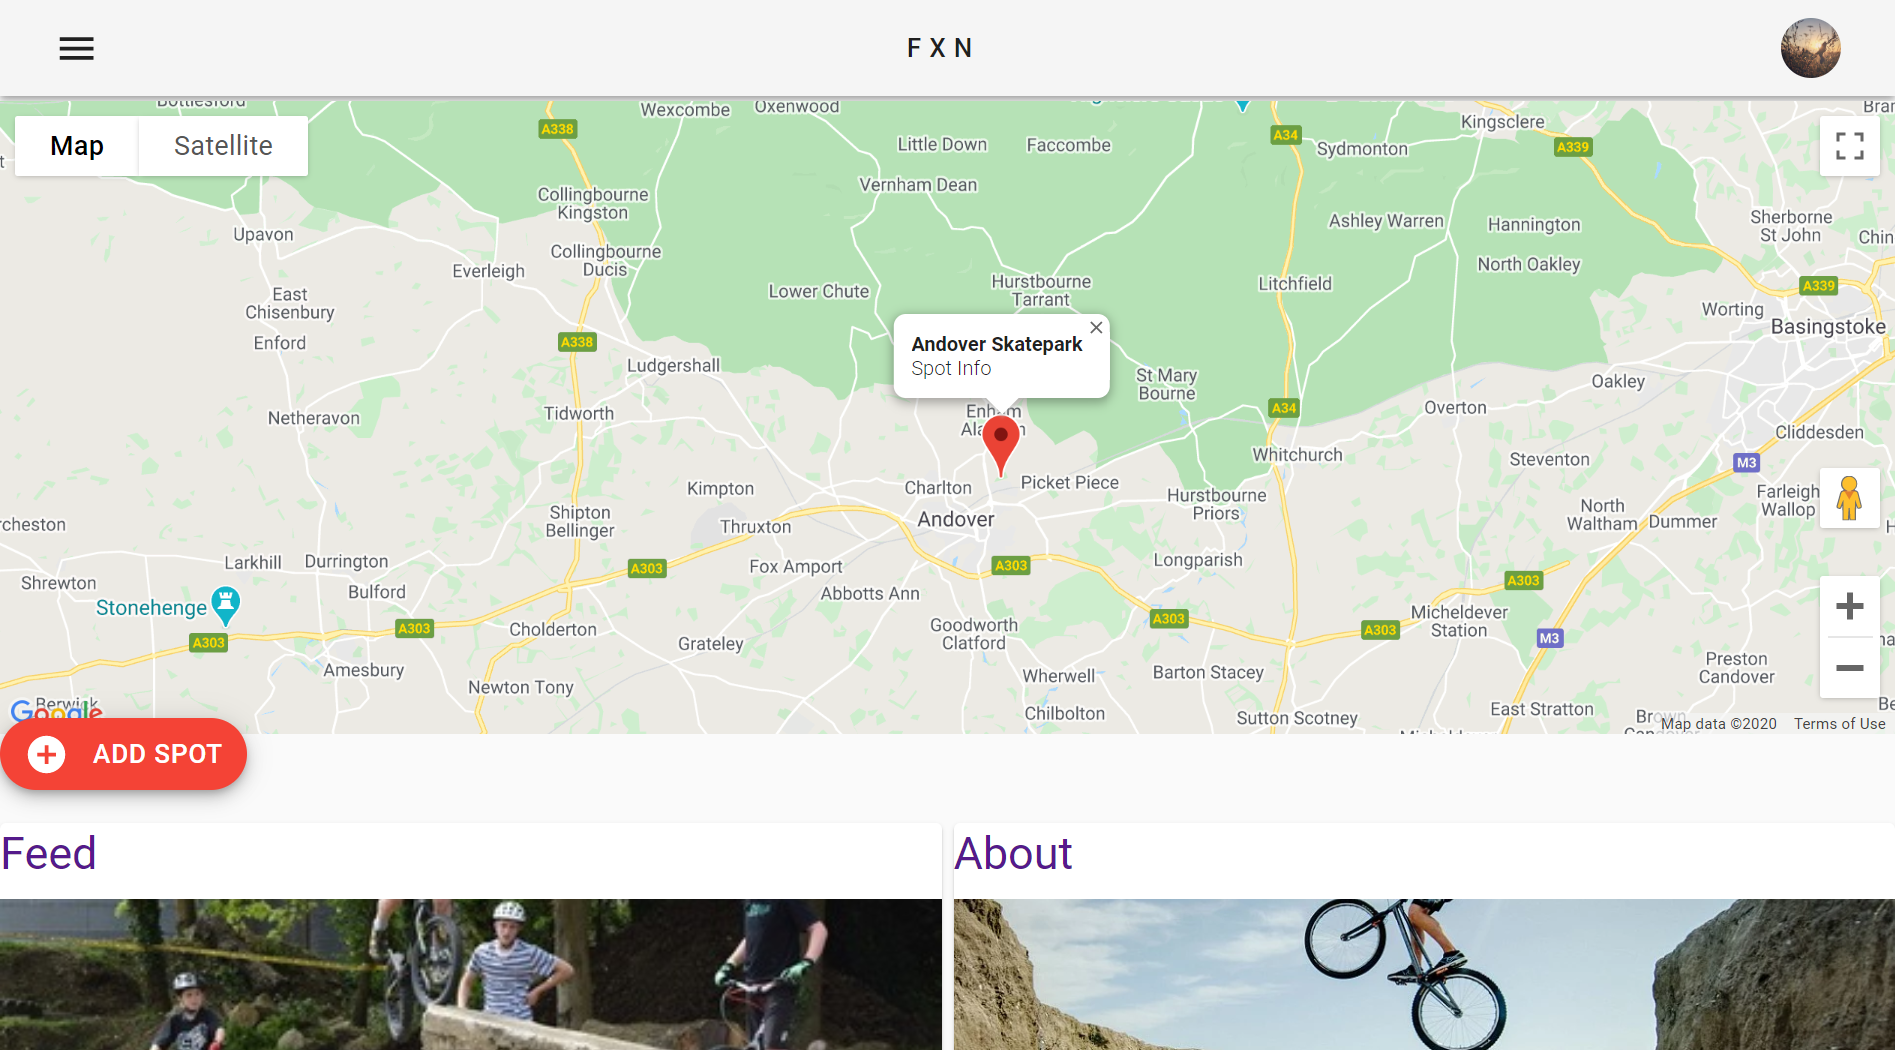 FXN
Map
Satellite
Wexcombe
Oxenwood
A338
Little Down
Faccombe
A34
Sydmonton
Kingsclere
A339
Vernham Dean
Collingbourne
Kingston
Upavon
Ashley Warren
Hannington
Sherborne
St John
Collingbourne
Ducis
Everleigh
North Oakley
East
Chisenbury
Lower Chute
Hurstbourne
Tarrant
Litchfield
A339
Worting
Basingstoke
Enford
A338
Andover Skatepark
Spot Info
Ludgershall
St Mary
Bourne
Oakley
Netheravon
Tidworth
A34
Overton
Cliddesden
Whitchurch
Steventon
M3
Kimpton
Charlton
Picket Piece
Hurstbourne
Priors
Farleigh
Wallop
Shipton
Bellinger
Thruxton
Andover
North
Waltham
Dummer
Larkhill
Durrington
Shrewton
Bulford
A303
Fox Amport
A303
Longparish
A303
Stonehenge
Abbotts Ann
Micheldever
Station
A303
A303
Cholderton
Grateley
Goodworth
Clatford
A303
A303
M3
Amesbury
Newton Tony
Wherwell
Barton Stacey
Preston
Candover
Berwick
Google
Chilbolton
Sutton Scotney
East Stratton
Map data ©2020
Terms of Use
ADD SPOT
Feed
About